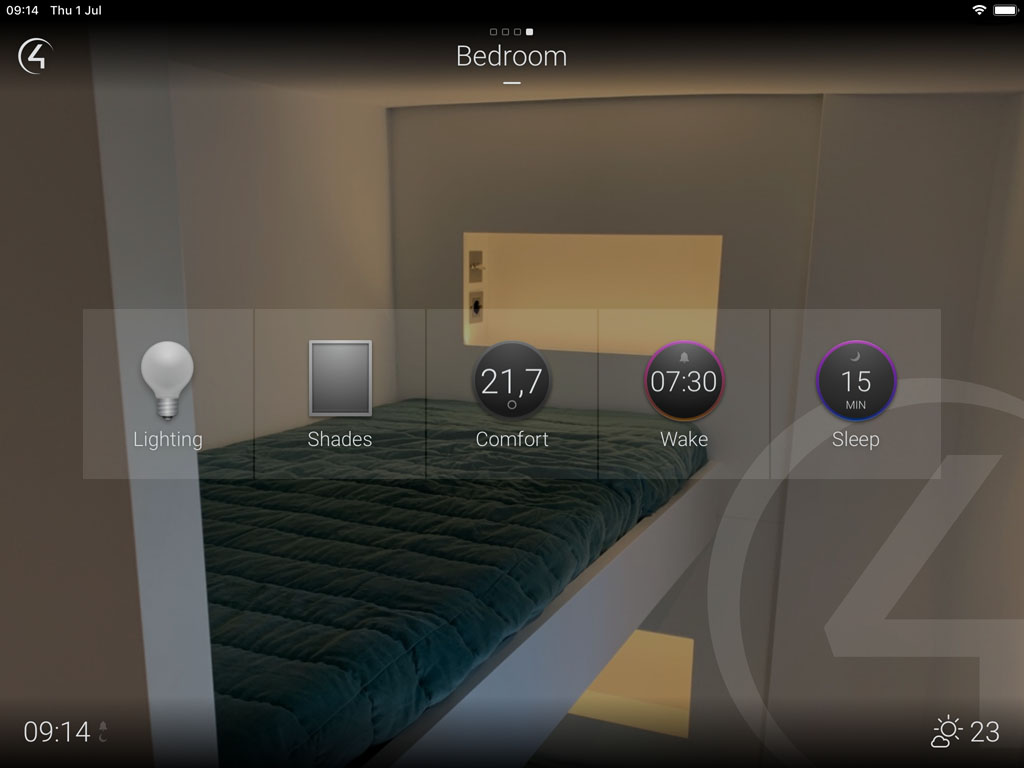 09:14 Thu 1 Jul
Bedroom
21,7
07:30
15
MIN
Lighting
Shades
Comfort
Wake
Sleep
09:14
23